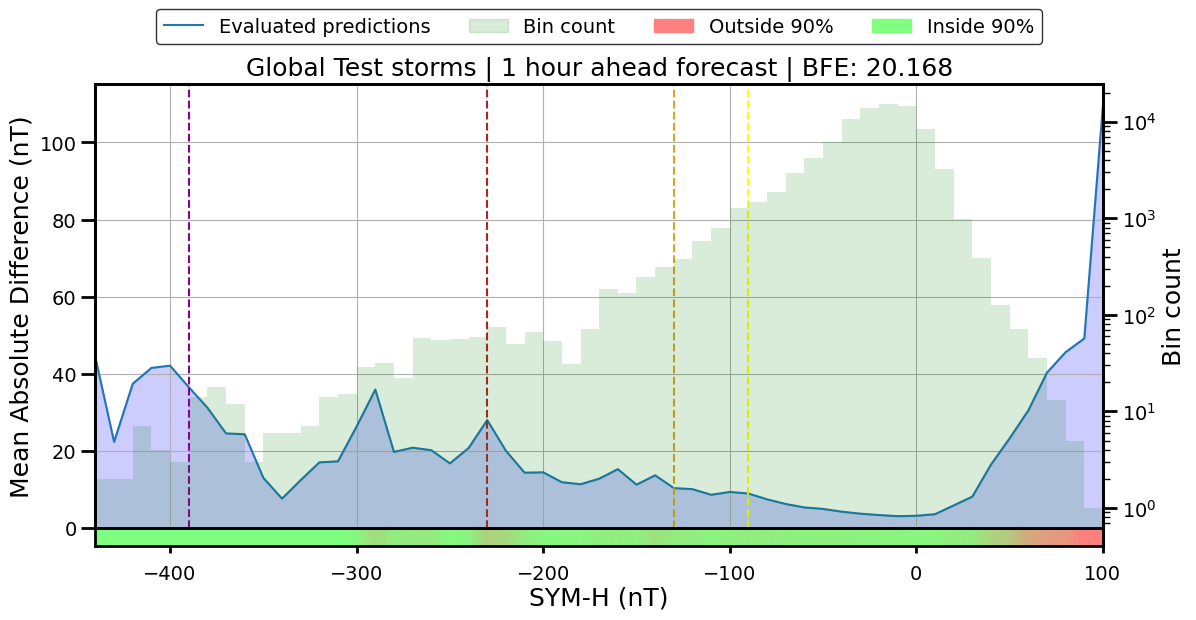 Evaluated predictions Bin count Outside 90% Inside 90%
Global Test storms | 1 hour ahead forecast | BFE: 20.168
Mean Absolute Difference (nT)
100
80
60
40
20
0
10^4
10^3
10^2
10^1
10^0
Bin count
−400 −300 −200 −100 0 100
SYM-H (nT)